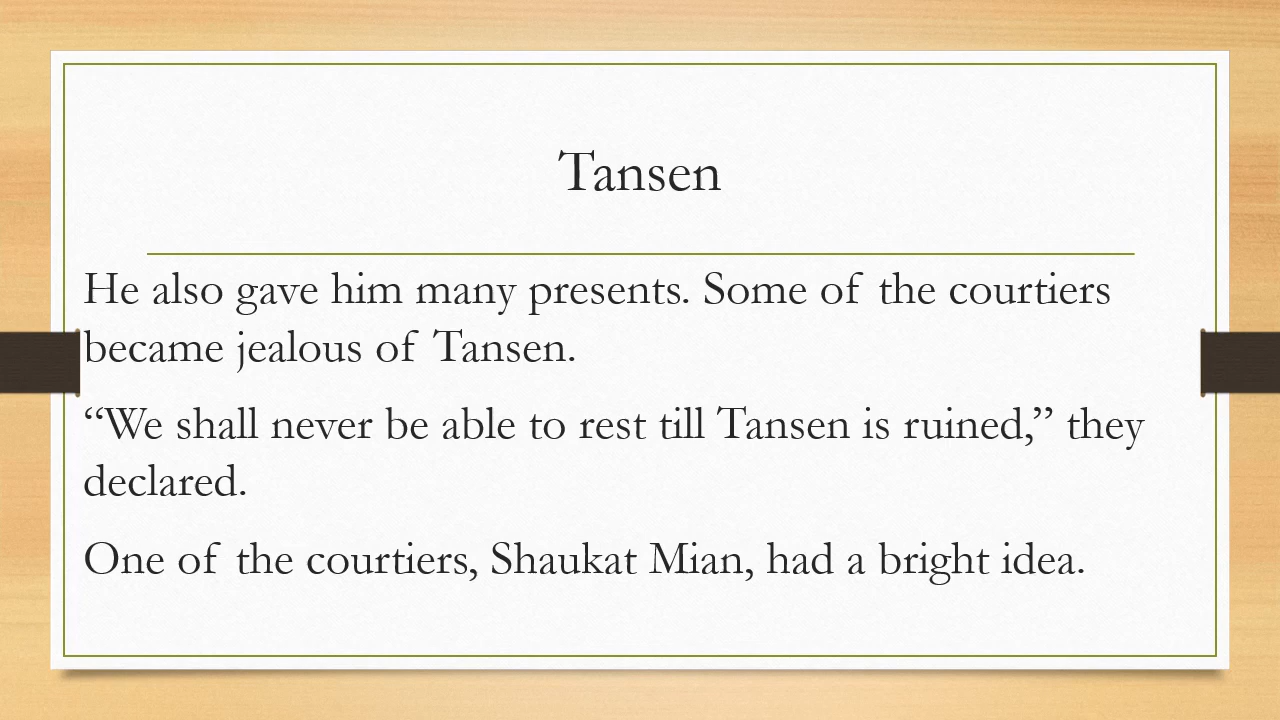 Tansen
He also gave him many presents. Some of the courtiers
became jealous of Tansen.
“We shall never be able to rest till Tansen is ruined,” they
declared.
One of the courtiers, Shaukat Mian, had a bright idea.